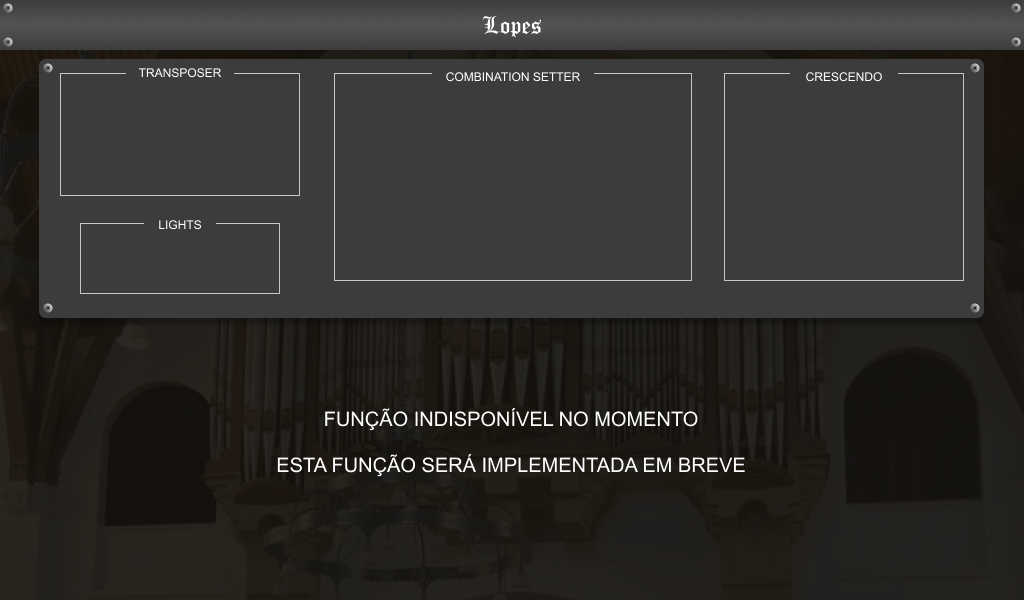 Lopes
TRANSPOSER
COMBINATION SETTER
CRESCENDO
LIGHTS
FUNÇÃO INDISPONÍVEL NO MOMENTO
ESTA FUNÇÃO SERÁ IMPLEMENTADA EM BREVE